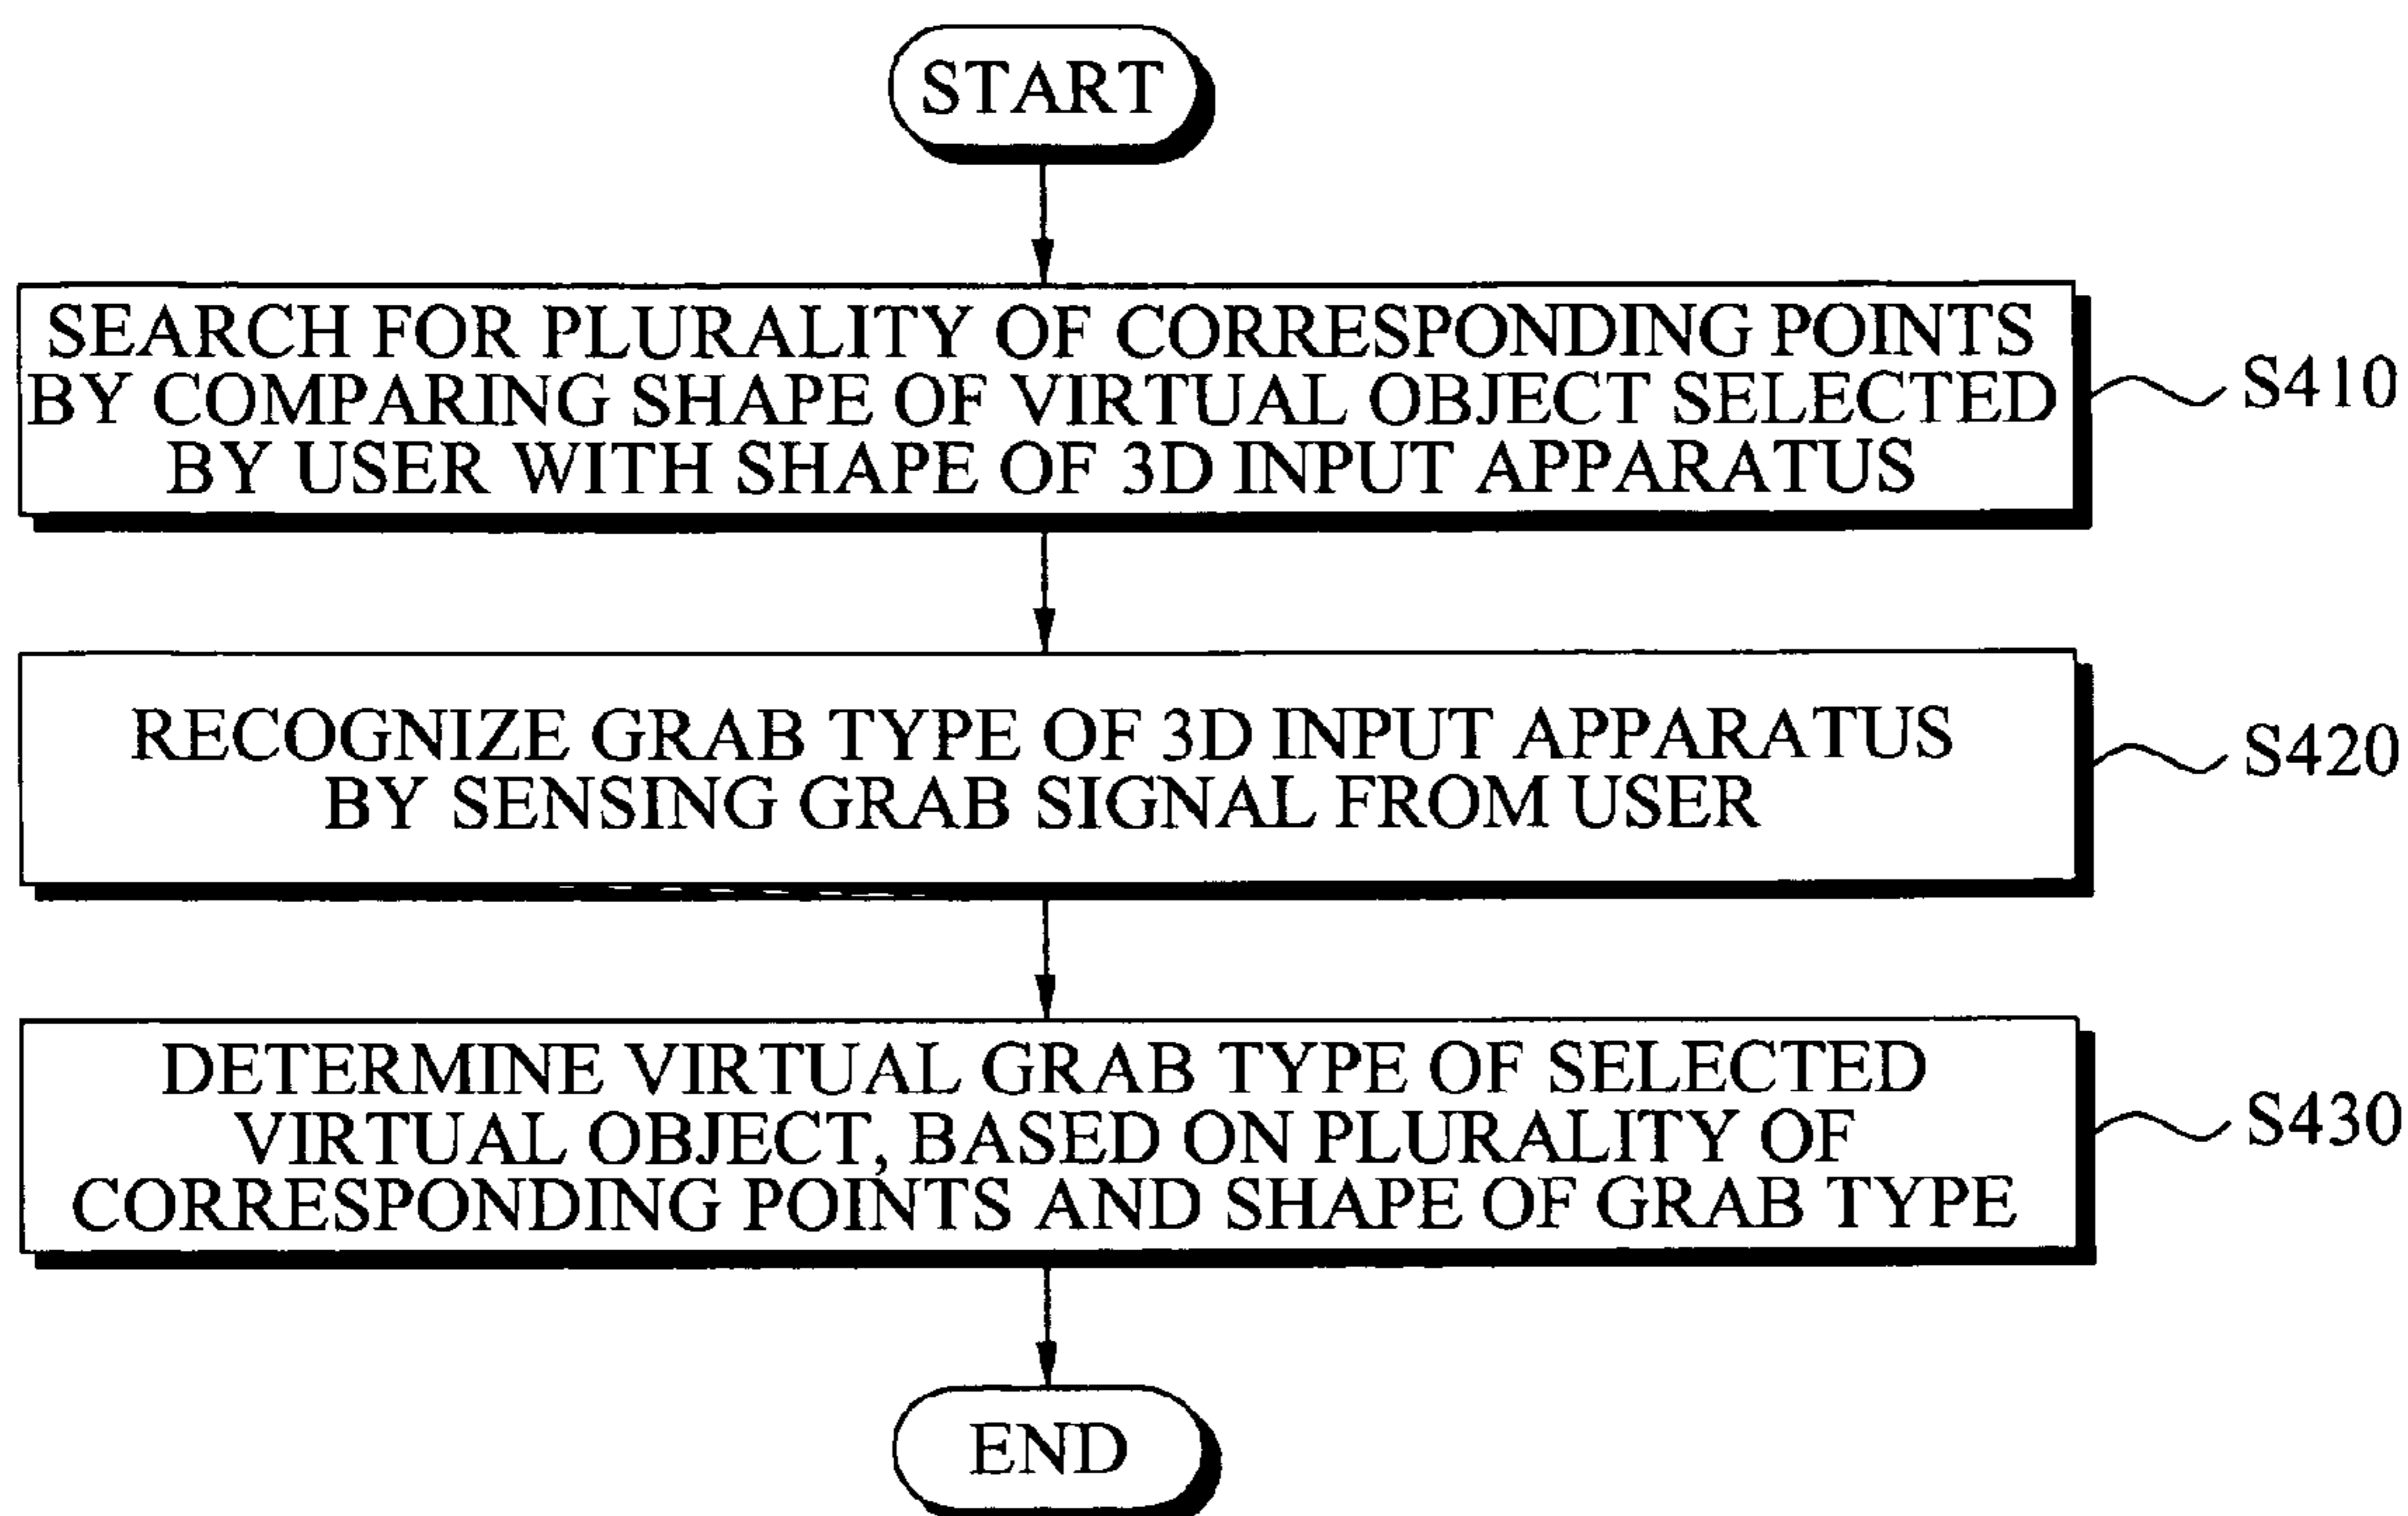 START
SEARCH FOR PLURALITY OF CORRESPONDING POINTS
BY COMPARING SHAPE OF VIRTUAL OBJECT SELECTED
BY USER WITH SHAPE OF 3D INPUT APPARATUS
S410
RECOGNIZE GRAB TYPE OF 3D INPUT APPARATUS
BY SENSING GRAB SIGNAL FROM USER
S420
DETERMINE VIRTUAL GRAB TYPE OF SELECTED
VIRTUAL OBJECT, BASED ON PLURALITY OF
CORRESPONDING POINTS AND SHAPE OF GRAB TYPE
S430
END